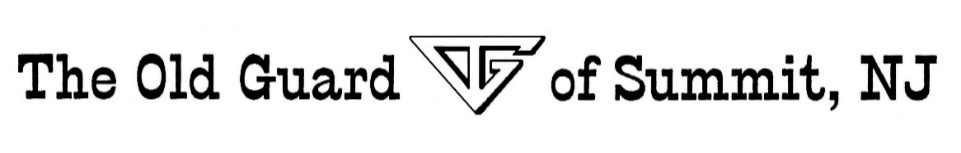 The Old Guard OG of Summit, NJ